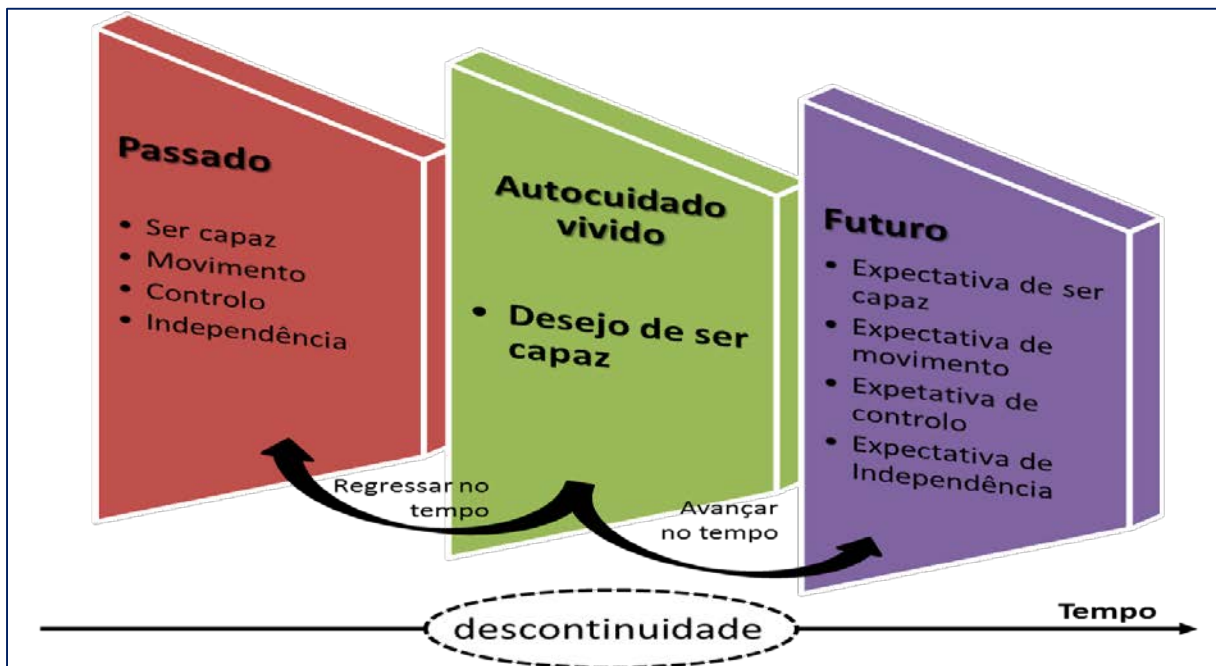 Passado
• Ser capaz
• Movimento
• Controlo
• Independência
Autocuidado
vivido
• Desejo de ser
capaz
Futuro
• Expectativa de ser
capaz
• Expectativa de
movimento
• Expetativa de
controlo
• Expectativa de
Independência
Regressar no
tempo
Avançar
no tempo
Tempo
descontinuidade